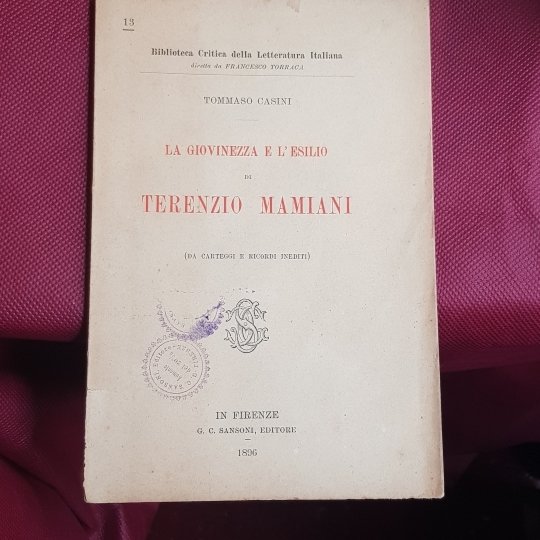 13
Biblioteca Critica della Letteratura Italiana
diretta da FRANCESCO TORRACA
TOMMASO CASINI
LA GIOVINEZZA E L'ESILIO
DI
TERENZIO MAMIANI
(DA CARTEGGI E RICORDI INEDITI)
IN FIRENZE
G. C. SANSONI, EDITORE
1896